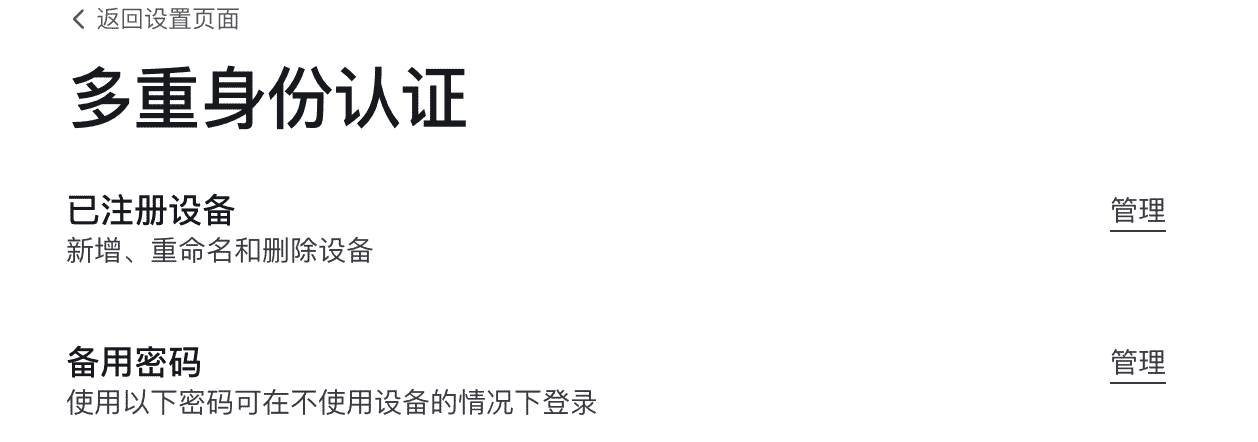 返回设置页面
多重身份认证
已注册设备
管理
新增、重命名和删除设备
备用密码
管理
使用以下密码可在不使用设备的情况下登录